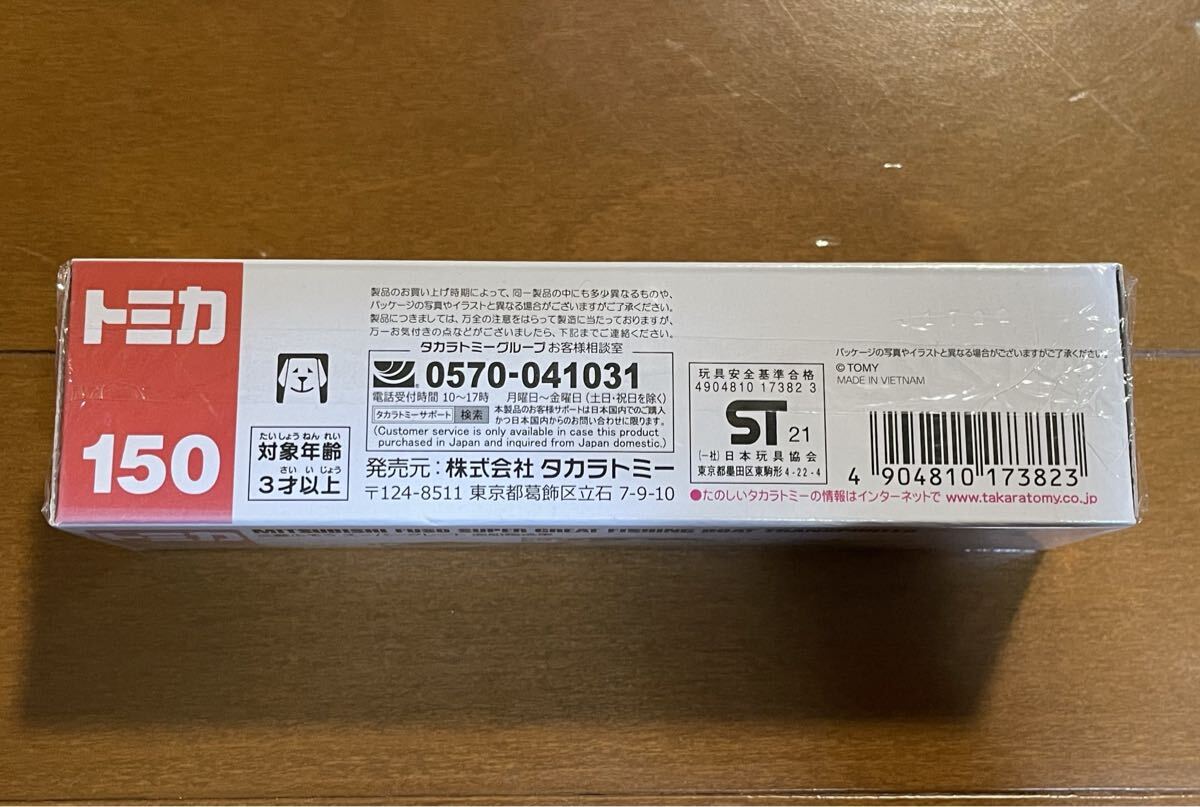 トミカ
150
たいしょうねんれい
対象年齢
さいいじょう
3才以上
製品のお買い上げ時期によって、同一製品の中にも多少異なるものや、
パッケージの写真やイラストと異なる場合がございますがご了承ください。
製品につきましては、万全の注意をはらって製造に当たっておりますが、
万一お気付きの点などがございましたら、下記までご連絡ください。
タカラトミーグループお客様相談室
0570-041031
電話受付時間 10〜17時 月曜日〜金曜日(土日・祝日を除く)
タカラトミーサポート 検索 本製品のお客様サポートは日本国内でのご購入
かつ日本国内からのお問い合わせに限ります。
(Customer service is only available in case this product
purchased in Japan and inquired from Japan domestic.)
発売元:株式会社 タカラトミー
〒124-8511 東京都葛飾区立石 7-9-10
玩具安全基準合格
4904810 17382 3
ST 21
(一社)日本玩具協会
東京都墨田区東駒形4-22-4
パッケージの写真やイラストと異なる場合がございますがご了承ください
© TOMY
MADE IN VIETNAM
4 904810 173823
●たのしいタカラトミーの情報はインターネットで www.takaratomy.co.jp
トミカ
MITSUBISHI FUSO SUPER GREAT FISHING BOAT TRANSPORTER